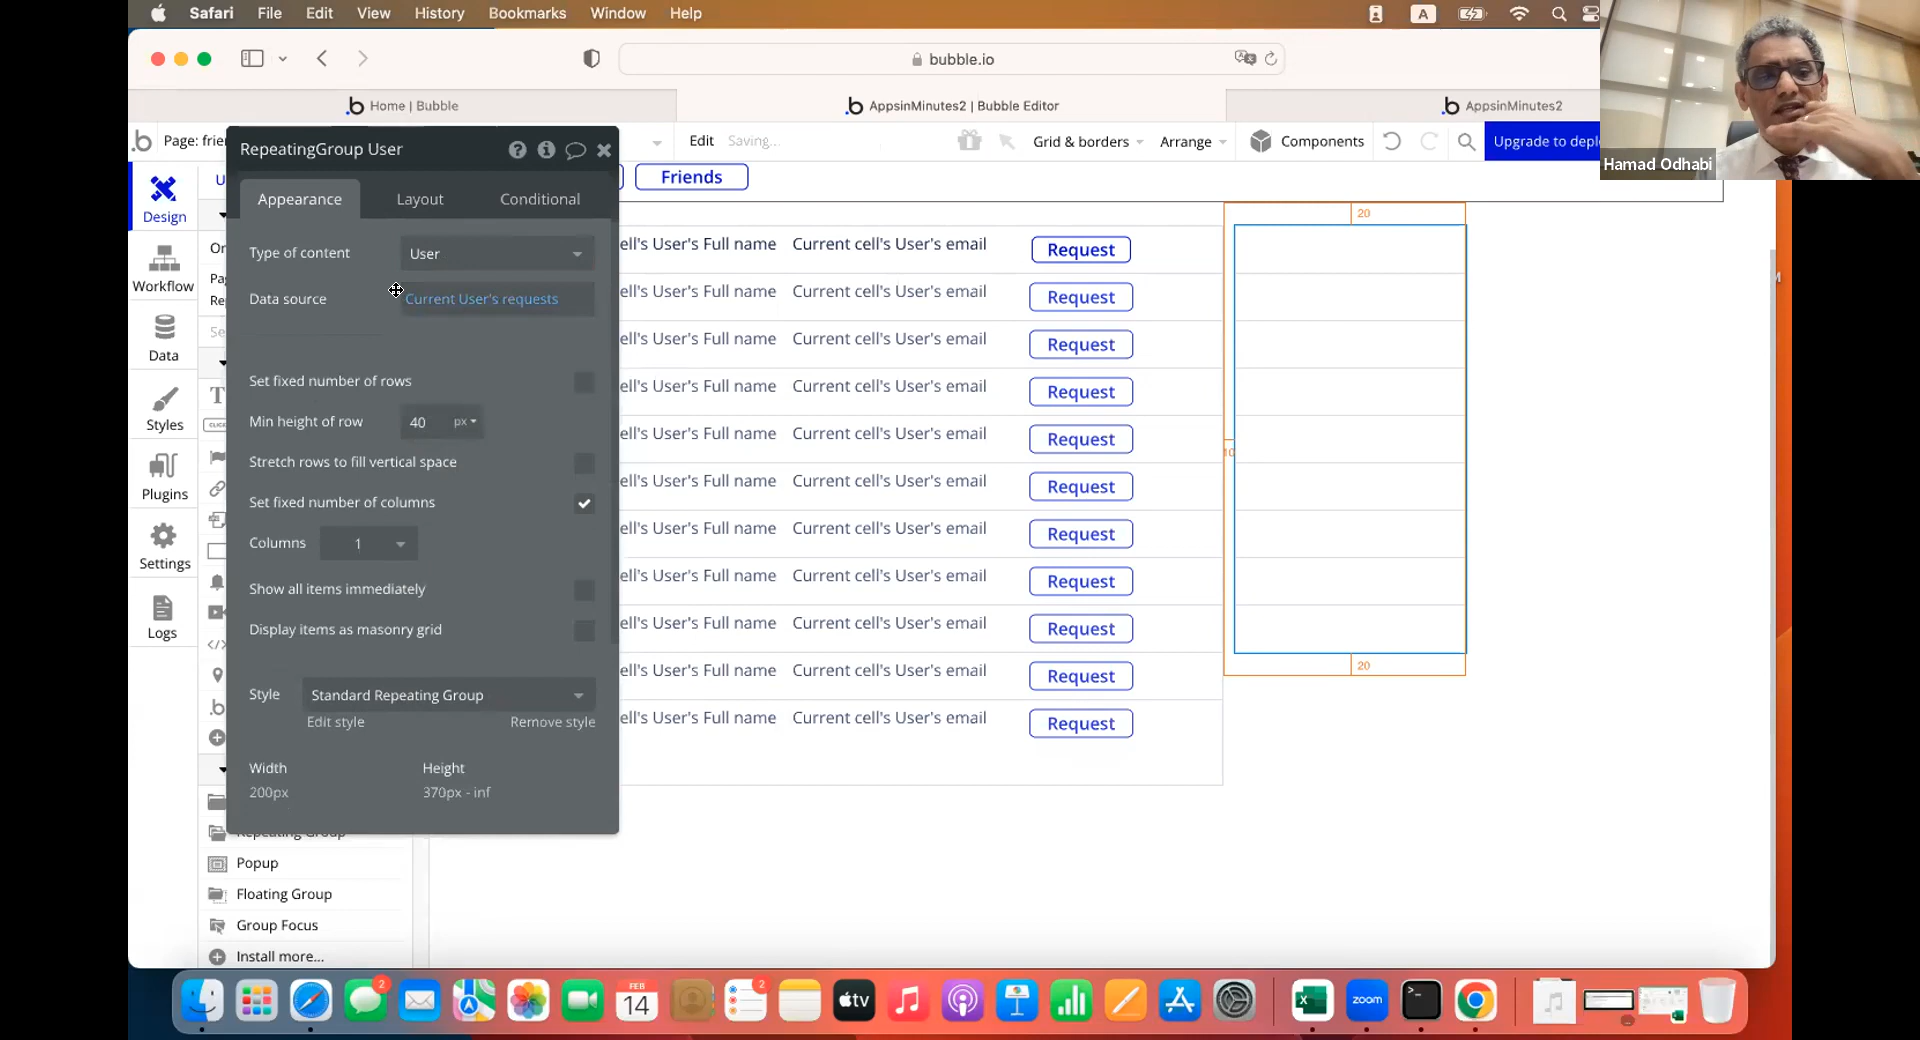 Safari File Edit View History Bookmarks Window Help
A
bubble.io
Home | Bubble
AppsinMinutes2 | Bubble Editor
AppsinMinutes2
Page: frie
Edit Saving...
Grid & borders
Arrange
Components
Upgrade to deplo
Hamad Odhabi
RepeatingGroup User
Appearance
Layout
Conditional
Type of content
User
Data source
Current User's requests
Set fixed number of rows
Min height of row
40
px
Stretch rows to fill vertical space
Set fixed number of columns
Columns
1
Show all items immediately
Display items as masonry grid
Style
Standard Repeating Group
Edit style
Remove style
Width
Height
200px
370px - inf
Design
Workflow
Data
Styles
Plugins
Settings
Logs
Repeating Group
Popup
Floating Group
Group Focus
Install more...
Friends
ell's User's Full name Current cell's User's email Request
ell's User's Full name Current cell's User's email Request
ell's User's Full name Current cell's User's email Request
ell's User's Full name Current cell's User's email Request
ell's User's Full name Current cell's User's email Request
ell's User's Full name Current cell's User's email Request
ell's User's Full name Current cell's User's email Request
ell's User's Full name Current cell's User's email Request
ell's User's Full name Current cell's User's email Request
ell's User's Full name Current cell's User's email Request
ell's User's Full name Current cell's User's email Request
20
20
2
FEB
14
2
tv
zoom